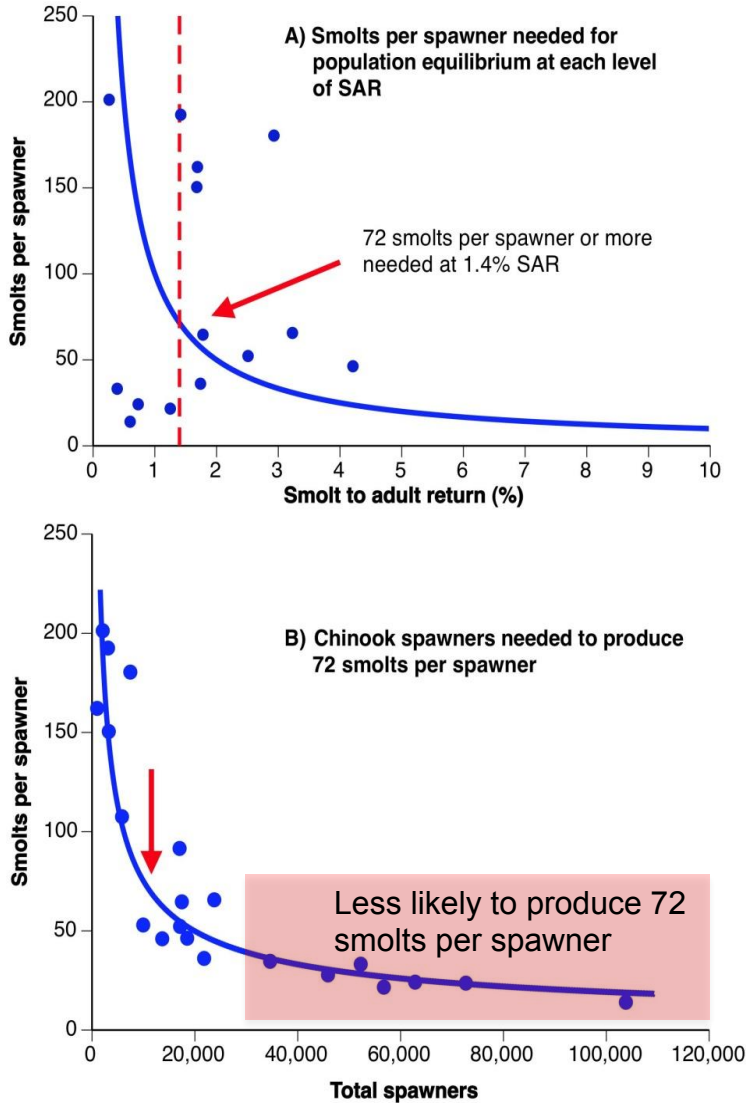 250
200
150
100
50
0
Smolts per spawner
A) Smolts per spawner needed for
population equilibrium at each level
of SAR
72 smolts per spawner or more
needed at 1.4% SAR
0 1 2 3 4 5 6 7 8 9 10
Smolt to adult return (%)
250
200
150
100
50
0
Smolts per spawner
B) Chinook spawners needed to produce
72 smolts per spawner
Less likely to produce 72
smolts per spawner
0 20,000 40,000 60,000 80,000 100,000 120,000
Total spawners